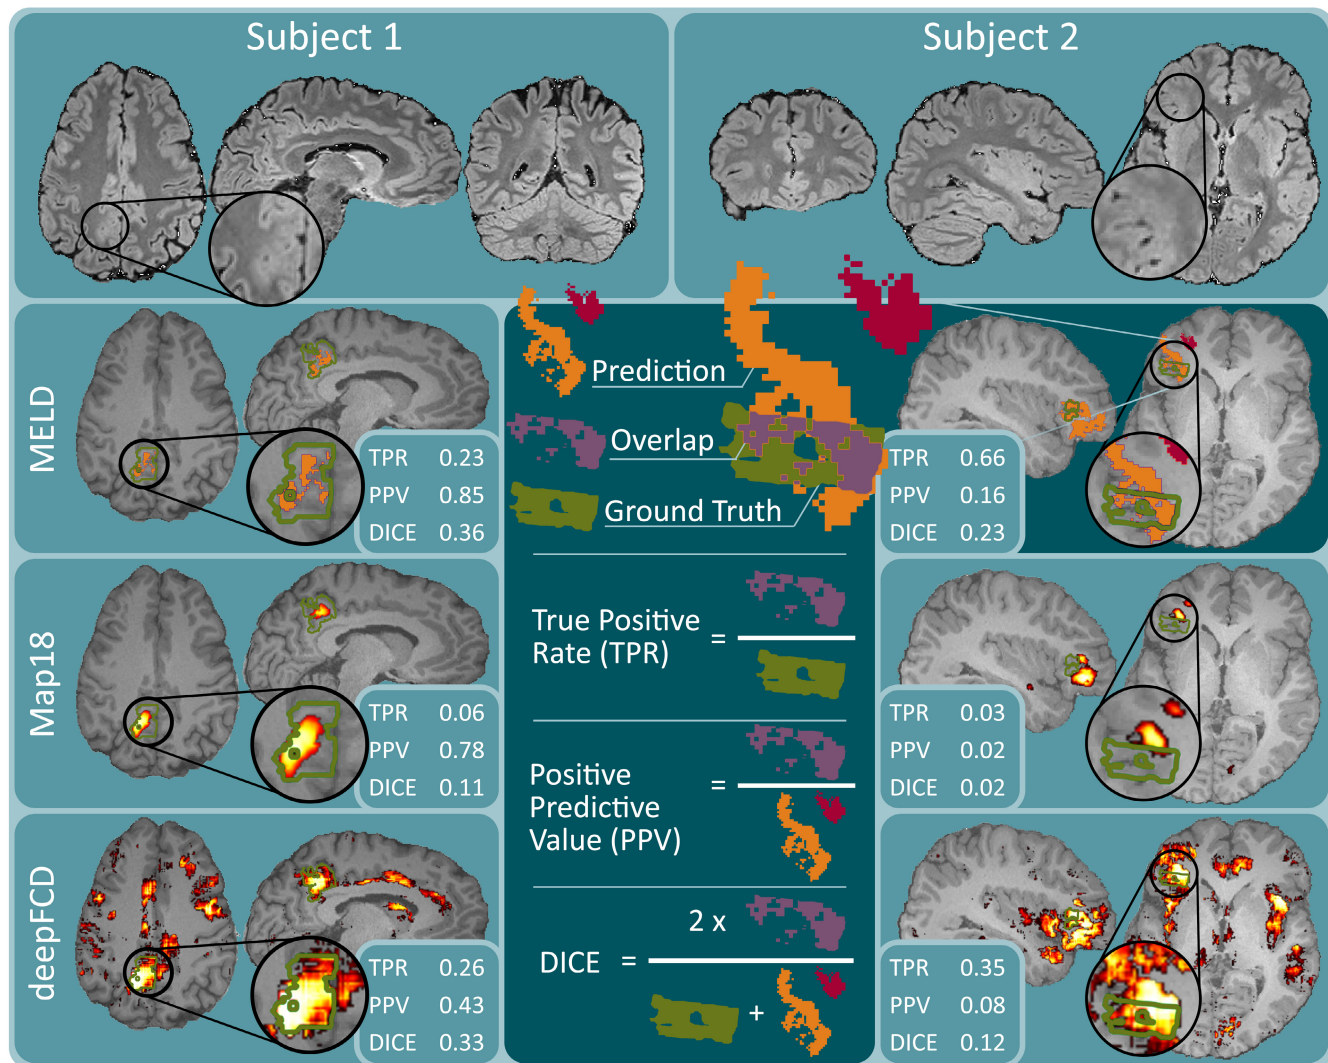 Subject 1
Subject 2
MELD
TPR 0.23
PPV 0.85
DICE 0.36
Prediction
Overlap
Ground Truth
TPR 0.66
PPV 0.16
DICE 0.23
Map18
TPR 0.06
PPV 0.78
DICE 0.11
True Positive
Rate (TPR)
=
TPR 0.03
PPV 0.02
DICE 0.02
Positive
Predictive
Value (PPV)
=
deepFCD
TPR 0.26
PPV 0.43
DICE 0.33
2 x
DICE =
+
TPR 0.35
PPV 0.08
DICE 0.12